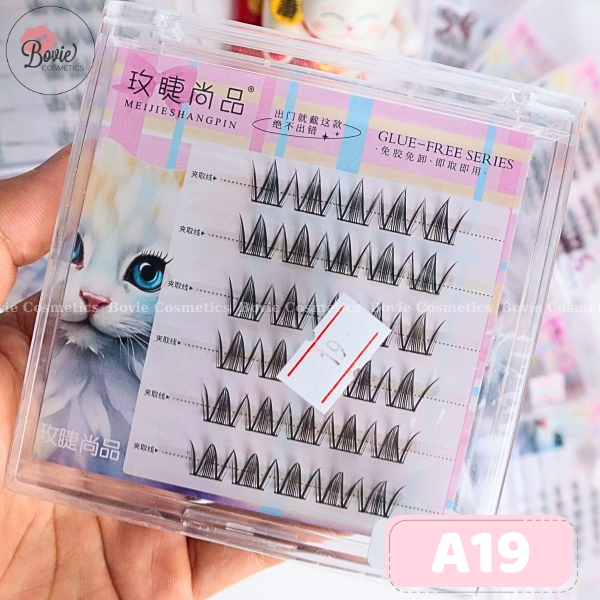 Bovie
COSMETICS
玫睫尚品®
MEIJIESHANGPIN
出门就戴这款
绝不出错
GLUE-FREE SERIES
·免胶免卸·即取即用·
夹取线▶
夹取线▶
夹取线▶
Bovie Cosmetics Bovie Cosmetics Bovie Cosmetics
19
夹取线▶
夹取线▶
夹取线▶
玫睫尚品
A19